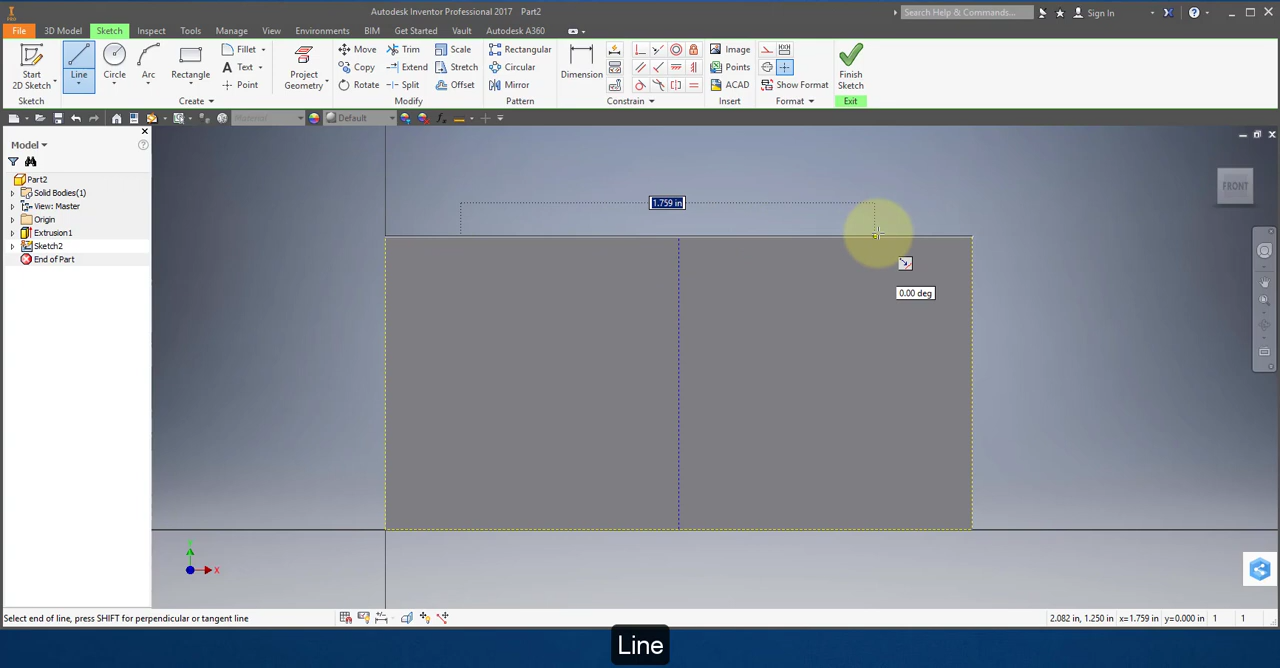 Autodesk Inventor Professional 2017 Part2
Search Help & Commands...
Sign In
PRO
File 3D Model Sketch Inspect Tools Manage View Environments BIM Get Started Vault Autodesk A360
Start
2D Sketch
Line
Circle
Arc
Rectangle
Fillet
Text
Point
Project
Geometry
Move
Copy
Rotate
Trim
Extend
Split
Scale
Stretch
Offset
Rectangular
Circular
Mirror
Dimension
Image
Points
ACAD
Show Format
Finish
Sketch
Sketch
Create
Modify
Pattern
Constrain
Insert
Format
Exit
Material
Default
Model
Part2
Solid Bodies(1)
View: Master
Origin
Extrusion1
Sketch2
End of Part
1.759 in
FRONT
0.00 deg
X
Select end of line, press SHIFT for perpendicular or tangent line
2.082 in, 1.250 in x=1.759 in y=0.000 in 1 1
Line